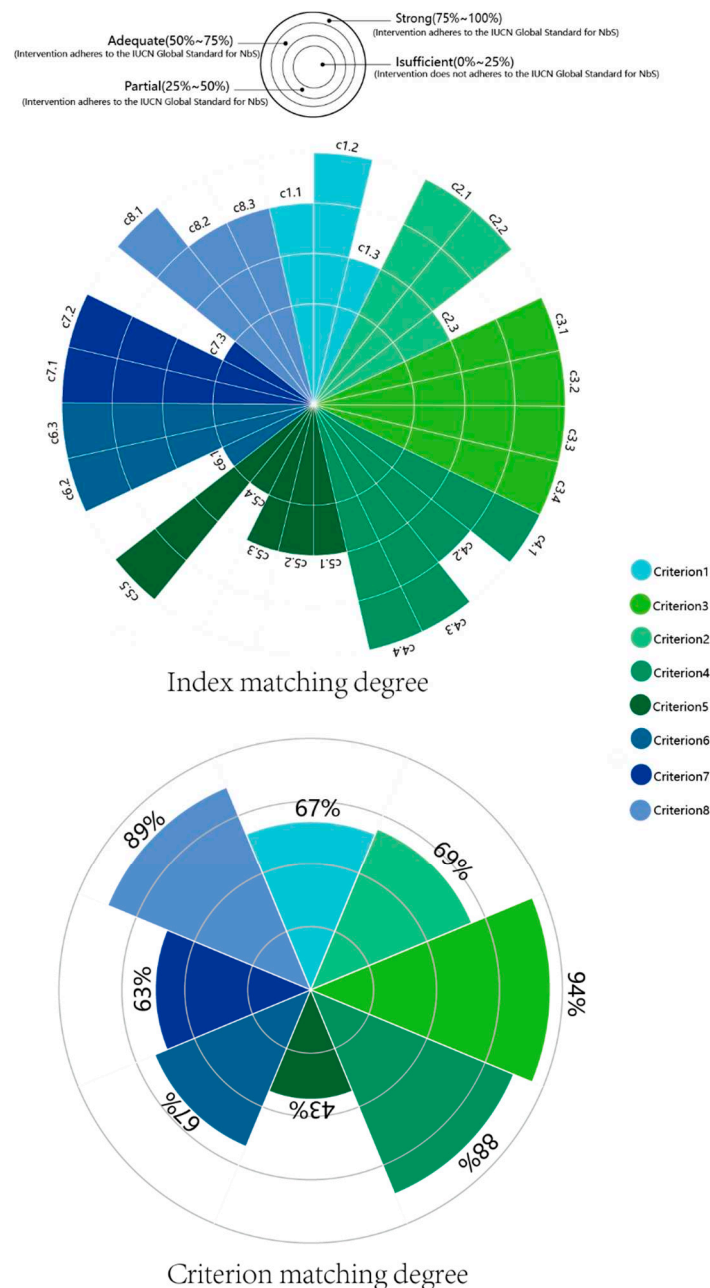 Strong(75%~100%)
(Intervention adheres to the IUCN Global Standard for NbS)
Adequate(50%~75%)
(Intervention adheres to the IUCN Global Standard for NbS)
Isufficient(0%~25%)
(Intervention does not adheres to the IUCN Global Standard for NbS)
Partial(25%~50%)
(Intervention adheres to the IUCN Global Standard for NbS)
c1.2
c1.1
c1.3
c2.1
c2.2
c2.3
c3.1
c3.2
c3.3
c3.4
c4.1
c4.2
c4.3
c4.4
c5.1
c5.2
c5.3
c5.4
c5.5
c6.1
c6.2
c6.3
c7.1
c7.2
c7.3
c8.1
c8.2
c8.3
Index matching degree
Criterion1
Criterion3
Criterion2
Criterion4
Criterion5
Criterion6
Criterion7
Criterion8
67%
69%
94%
88%
43%
67%
63%
89%
Criterion matching degree